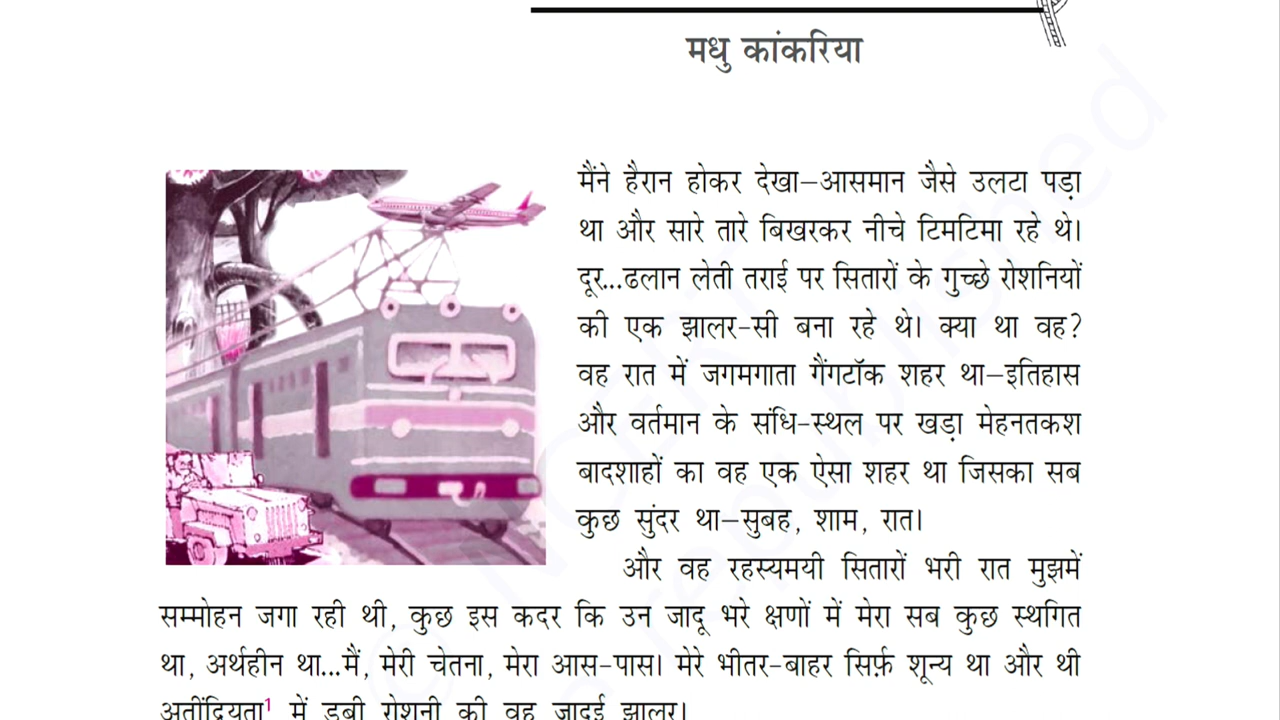 मधु कांकरिया
मैंने हैरान होकर देखा–आसमान जैसे उलटा पड़ा
था और सारे तारे बिखरकर नीचे टिमटिमा रहे थे।
दूर...ढलान लेती तराई पर सितारों के गुच्छे रोशनियों
की एक झालर-सी बना रहे थे। क्या था वह?
वह रात में जगमगाता गैंगटॉक शहर था–इतिहास
और वर्तमान के संधि-स्थल पर खड़ा मेहनतकश
बादशाहों का वह एक ऐसा शहर था जिसका सब
कुछ सुंदर था–सुबह, शाम, रात।
और वह रहस्यमयी सितारों भरी रात मुझमें
सम्मोहन जगा रही थी, कुछ इस कदर कि उन जादू भरे क्षणों में मेरा सब कुछ स्थगित
था, अर्थहीन था...मैं, मेरी चेतना, मेरा आस-पास। मेरे भीतर-बाहर सिर्फ़ शून्य था और थी
अतींद्रियता1 में डूबी रोशनी की वह जादुई झालर।